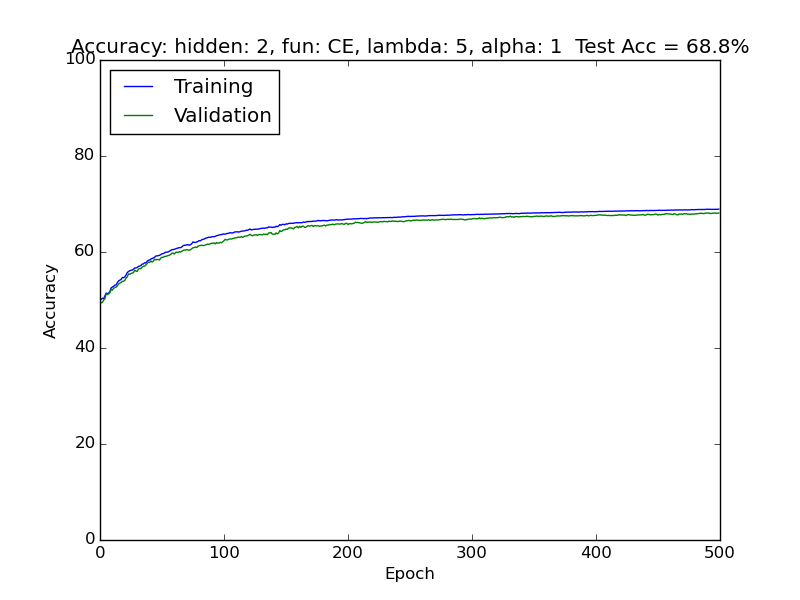 Accuracy: hidden: 2, fun: CE, lambda: 5, alpha: 1  Test Acc = 68.8%
100
Training
Validation
80
60
Accuracy
40
20
0
0 100 200 300 400 500
Epoch